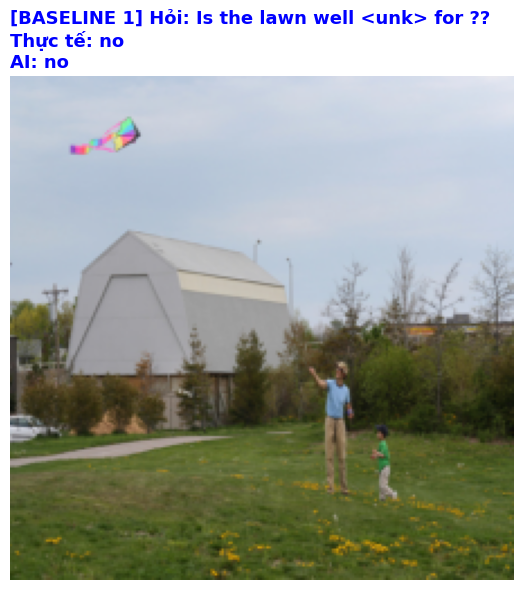 [BASELINE 1] Hỏi: Is the lawn well <unk> for ??
Thực tế: no
AI: no